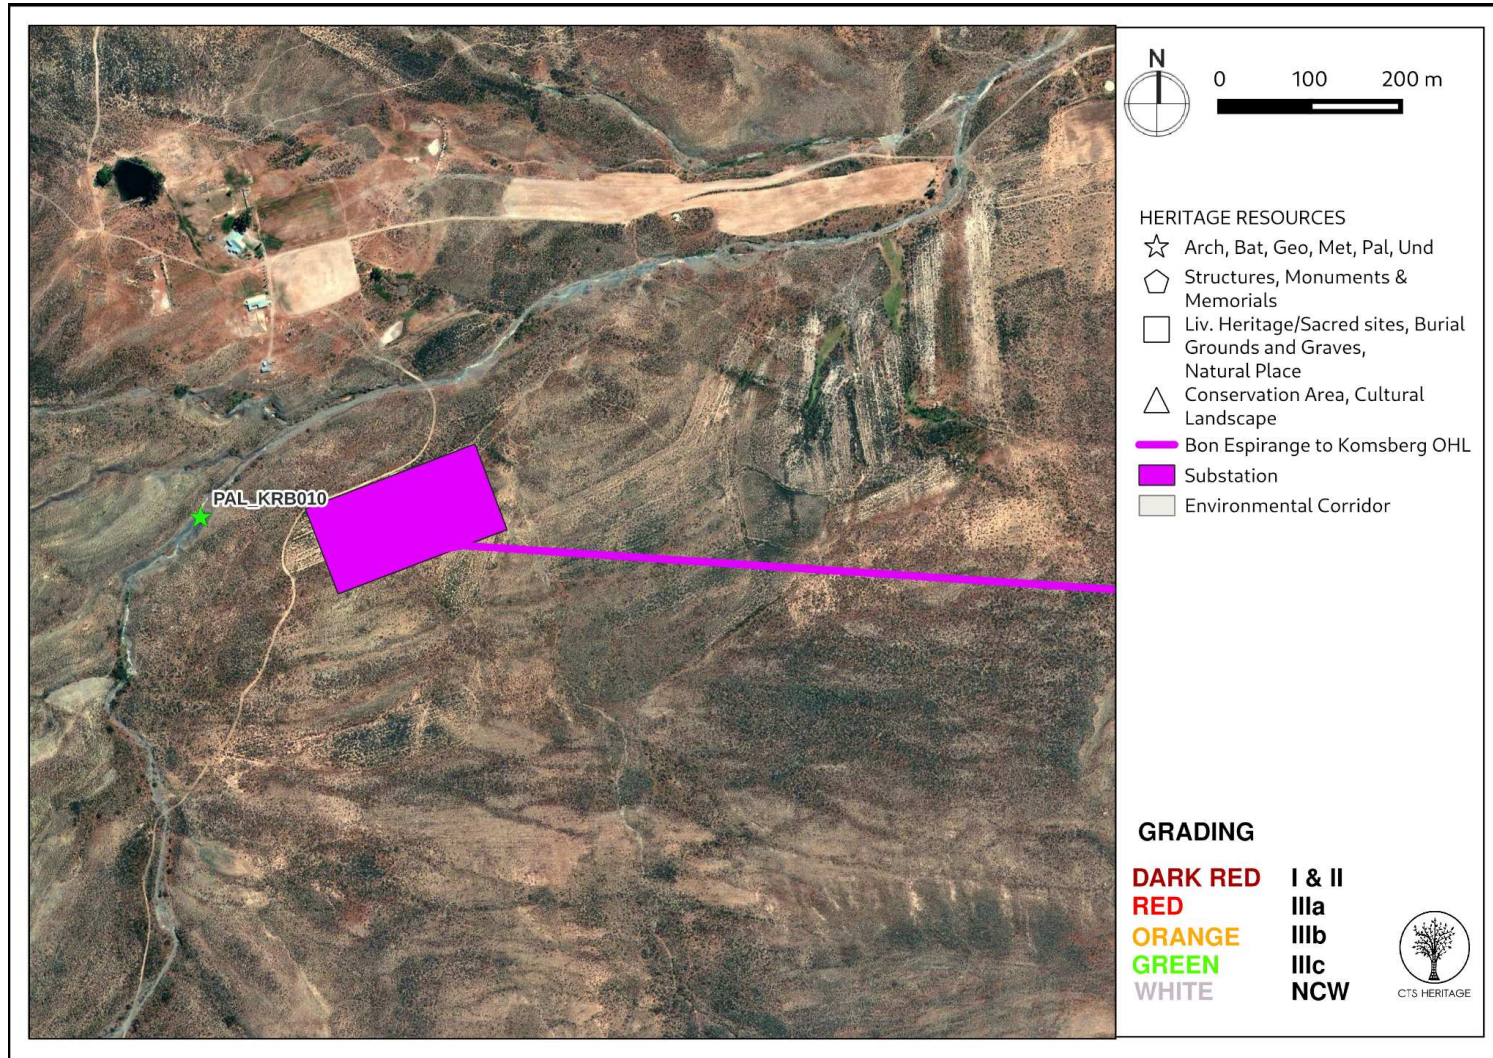 PAL_KRB010
N
0 100 200 m
HERITAGE RESOURCES
Arch, Bat, Geo, Met, Pal, Und
Structures, Monuments &
Memorials
Liv. Heritage/Sacred sites, Burial
Grounds and Graves,
Natural Place
Conservation Area, Cultural
Landscape
Bon Espirange to Komsberg OHL
Substation
Environmental Corridor
GRADING
DARK RED I & II
RED IIIa
ORANGE IIIb
GREEN IIIc
WHITE NCW
CTS HERITAGE